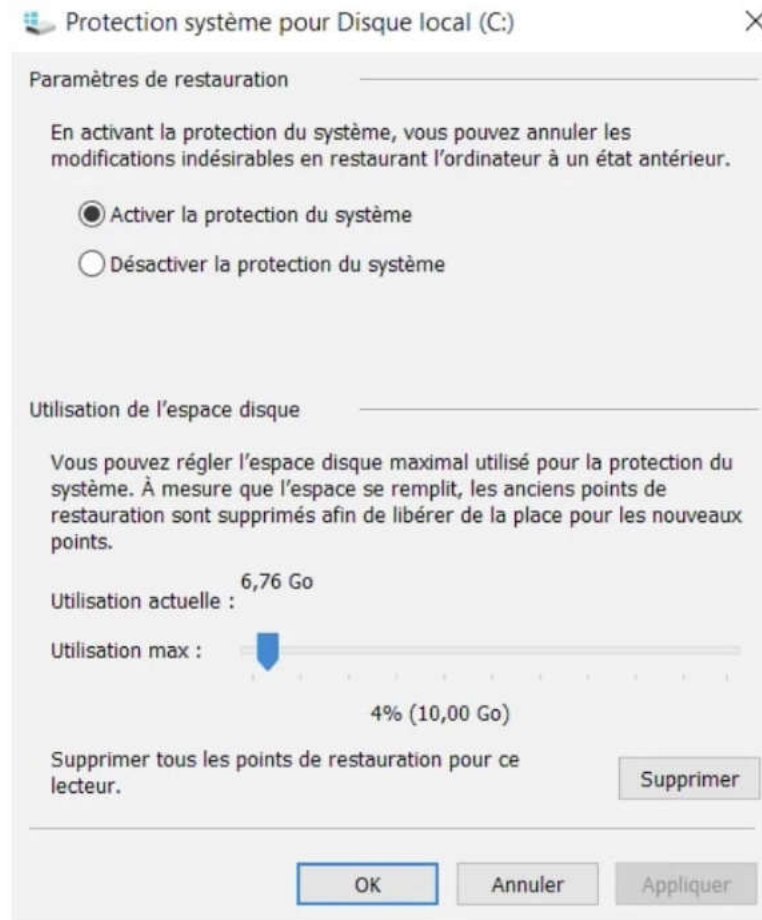 Protection système pour Disque local (C:)
Paramètres de restauration
En activant la protection du système, vous pouvez annuler les
modifications indésirables en restaurant l'ordinateur à un état antérieur.
Activer la protection du système
Désactiver la protection du système
Utilisation de l'espace disque
Vous pouvez régler l'espace disque maximal utilisé pour la protection du
système. À mesure que l'espace se remplit, les anciens points de
restauration sont supprimés afin de libérer de la place pour les nouveaux
points.
6,76 Go
Utilisation actuelle :
Utilisation max :
4% (10,00 Go)
Supprimer tous les points de restauration pour ce
lecteur.
Supprimer
OK Annuler Appliquer